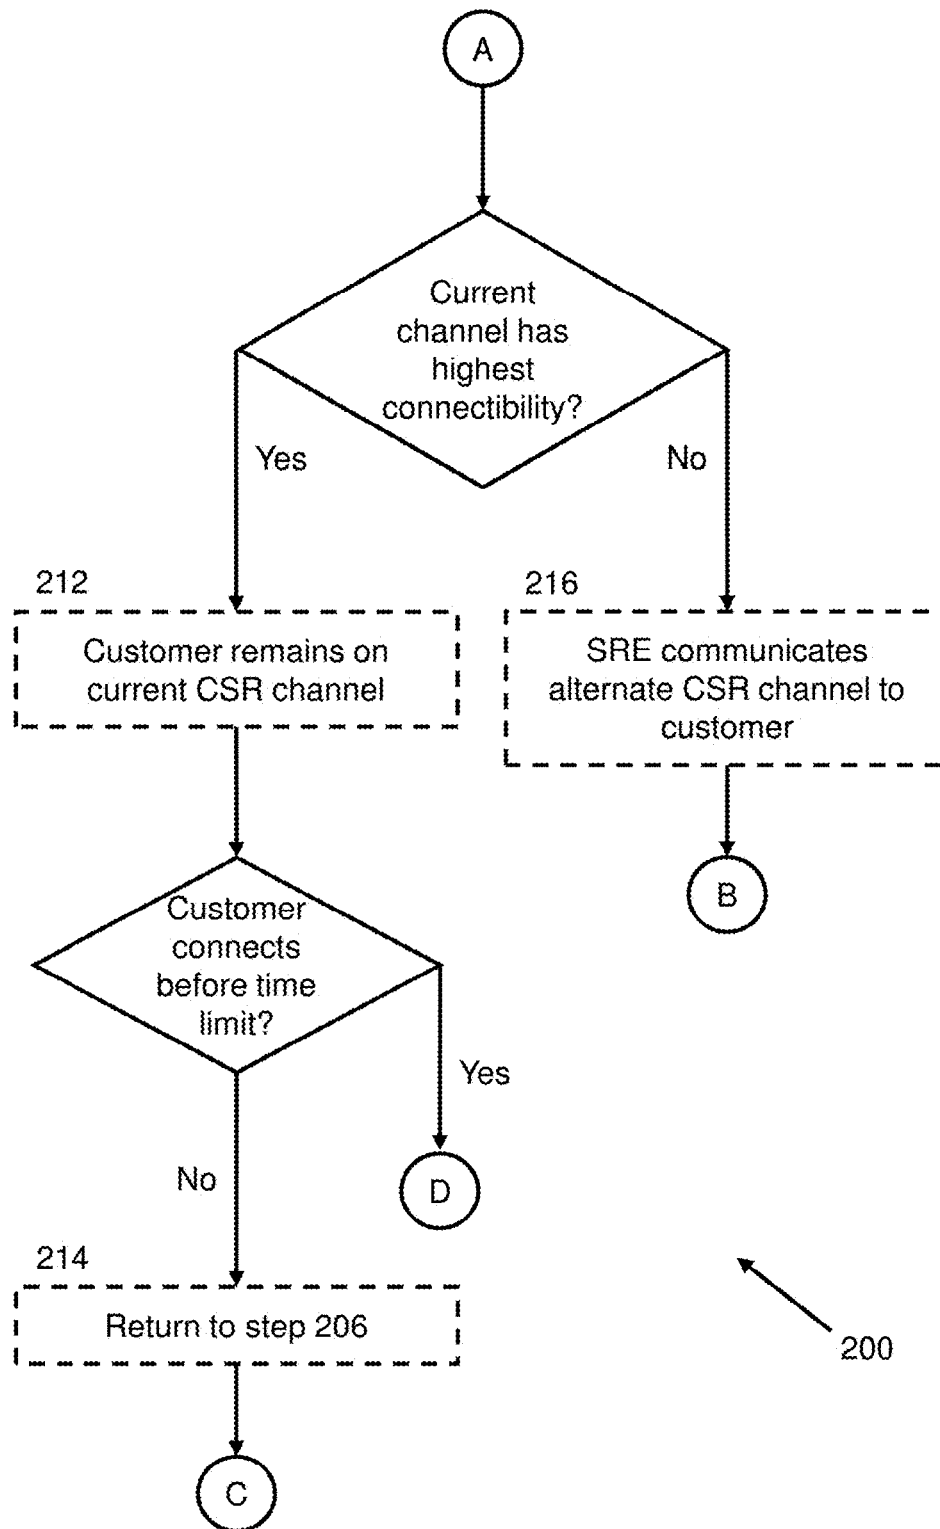 A
Current
channel has
highest
connectibility?
Yes
No
212
216
Customer remains on
current CSR channel
SRE communicates
alternate CSR channel to
customer
B
Customer
connects
before time
limit?
Yes
No
D
214
Return to step 206
200
C